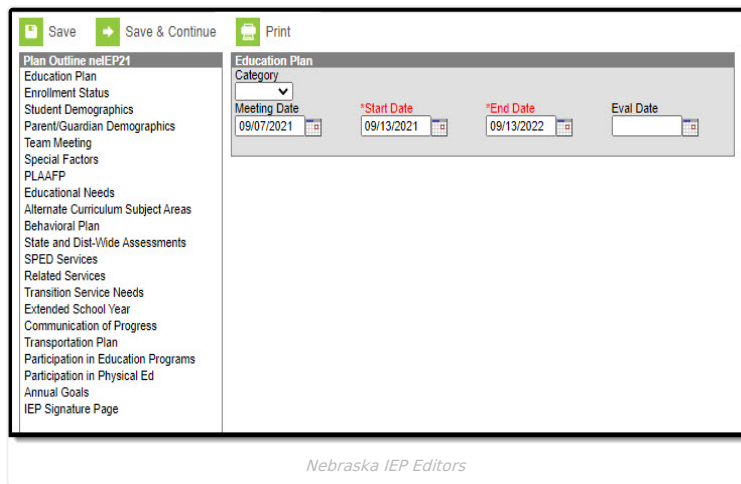 Save Save & Continue Print
Plan Outline neIEP21
Education Plan
Enrollment Status
Student Demographics
Parent/Guardian Demographics
Team Meeting
Special Factors
PLAAFP
Educational Needs
Alternate Curriculum Subject Areas
Behavioral Plan
State and Dist-Wide Assessments
SPED Services
Related Services
Transition Service Needs
Extended School Year
Communication of Progress
Transportation Plan
Participation in Education Programs
Participation in Physical Ed
Annual Goals
IEP Signature Page
Education Plan
Category
Meeting Date *Start Date *End Date Eval Date
09/07/2021 09/13/2021 09/13/2022
Nebraska IEP Editors